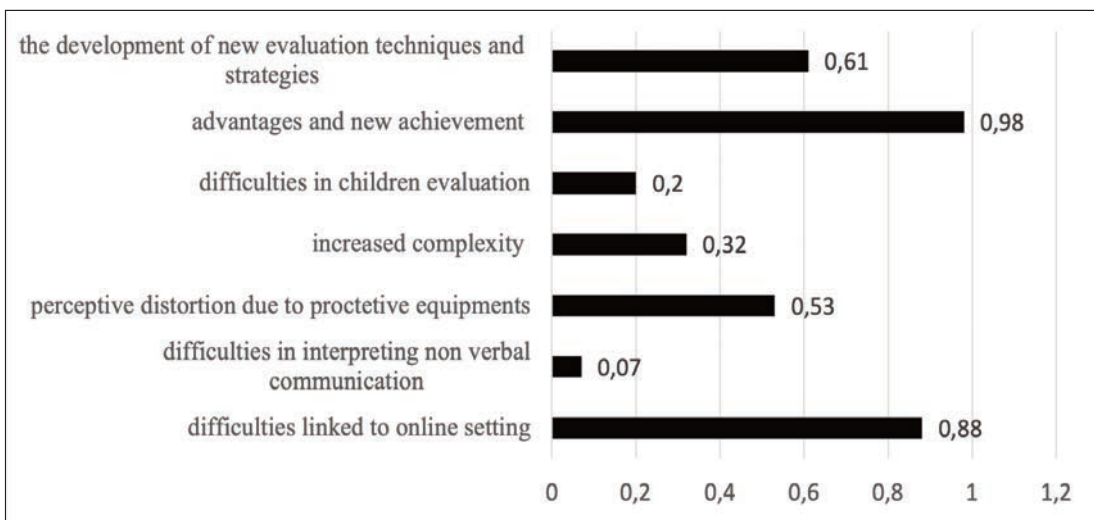 the development of new evaluation techniques and
strategies
0,61
advantages and new achievement
0,98
difficulties in children evaluation
0,2
increased complexity
0,32
perceptive distortion due to proctetive equipments
0,53
difficulties in interpreting non verbal
communication
0,07
difficulties linked to online setting
0,88
0 0,2 0,4 0,6 0,8 1 1,2